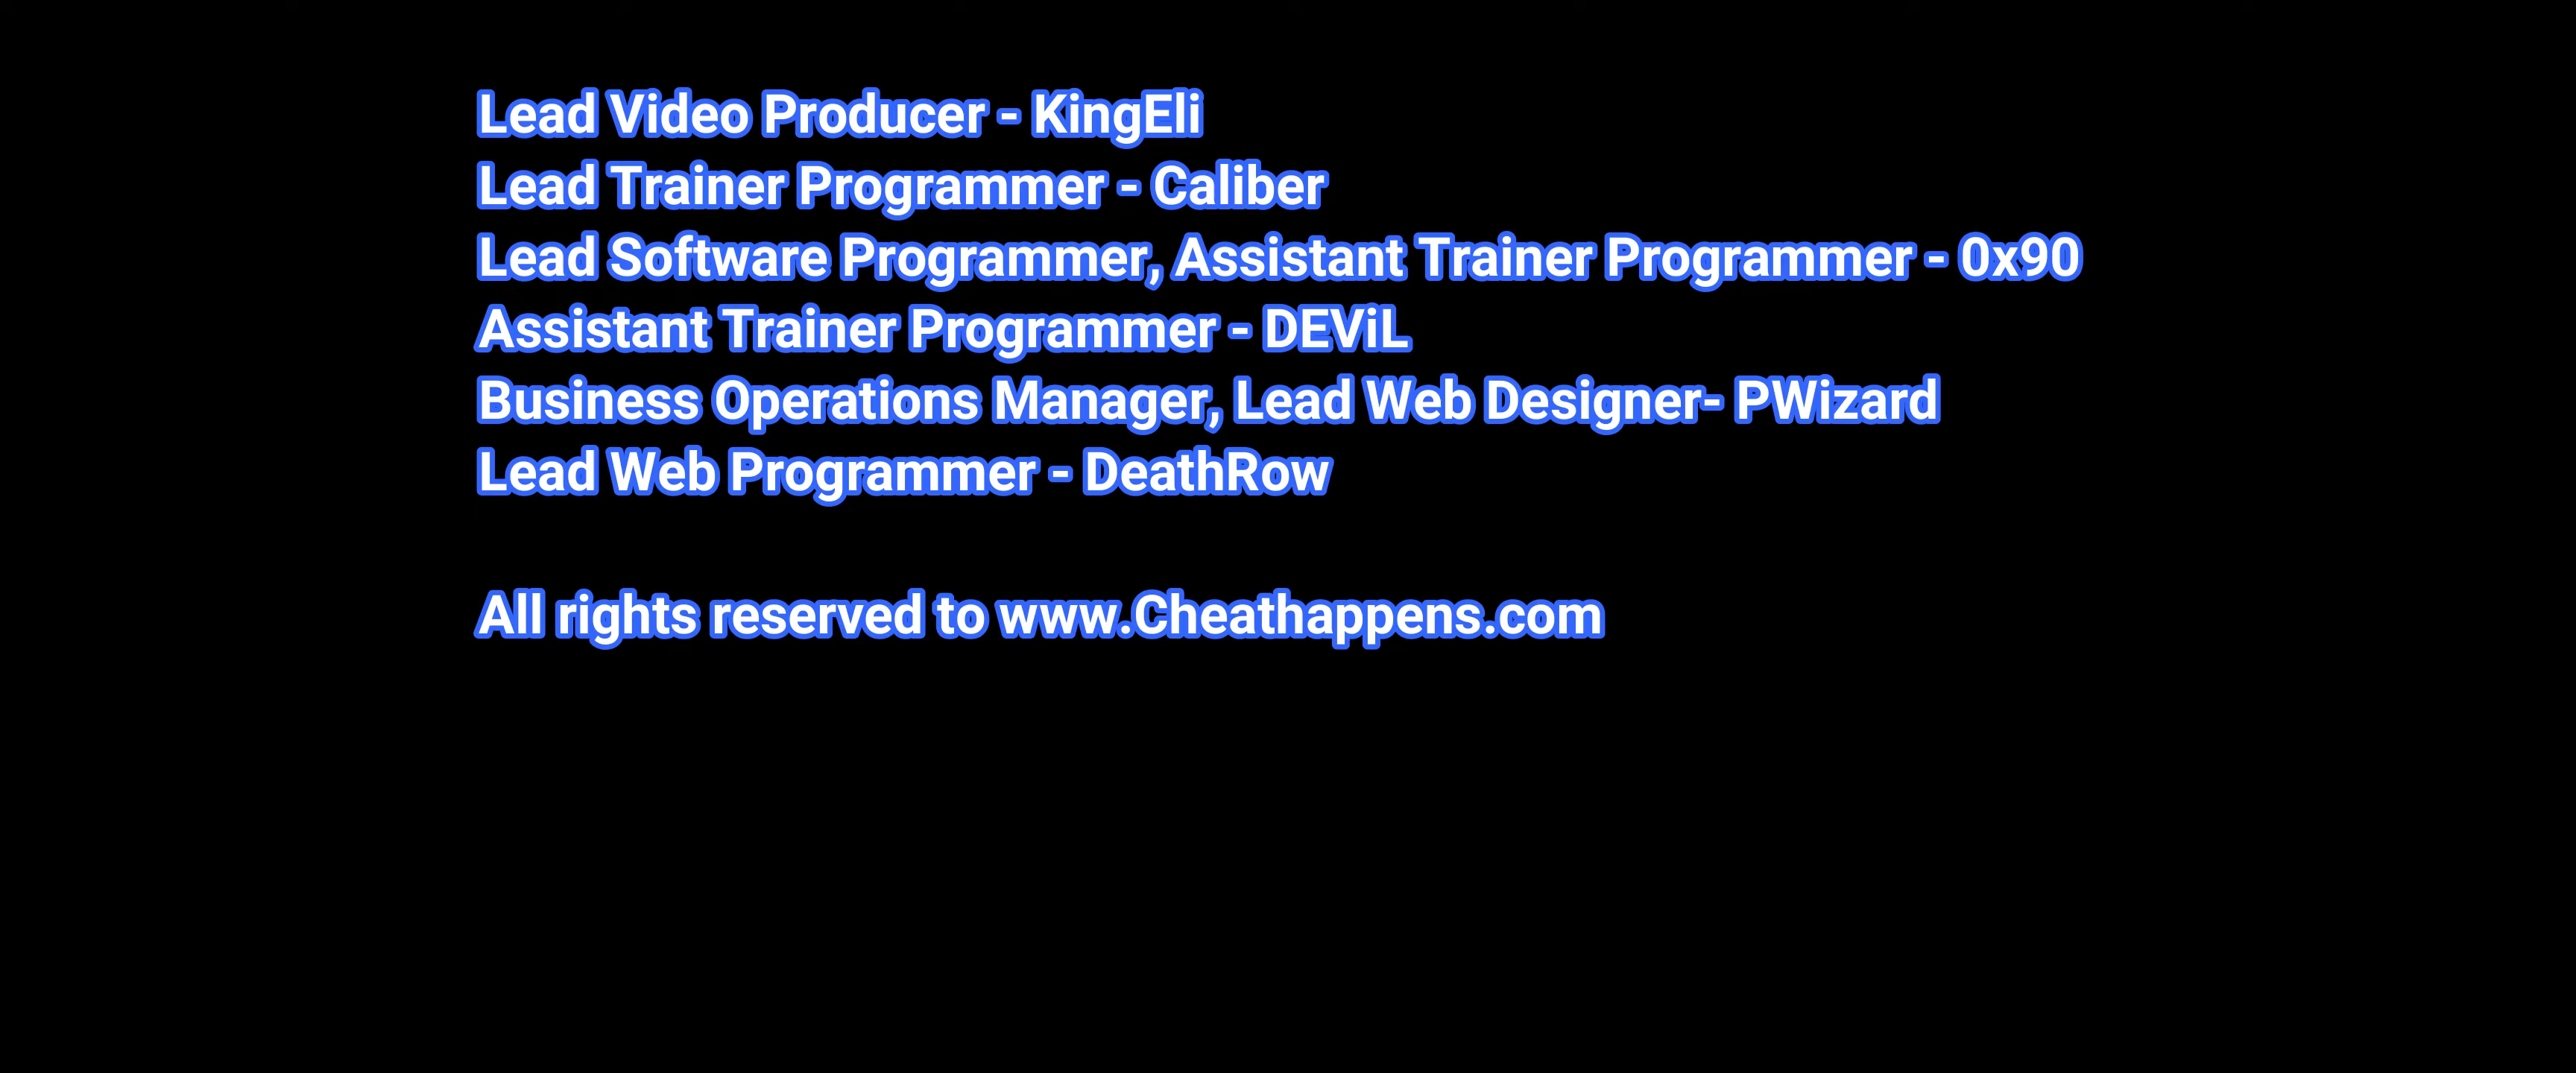 Lead Video Producer - KingEli
Lead Trainer Programmer - Caliber
Lead Software Programmer, Assistant Trainer Programmer - 0x90
Assistant Trainer Programmer - DEViL
Business Operations Manager, Lead Web Designer- PWizard
Lead Web Programmer - DeathRow
All rights reserved to www.Cheathappens.com